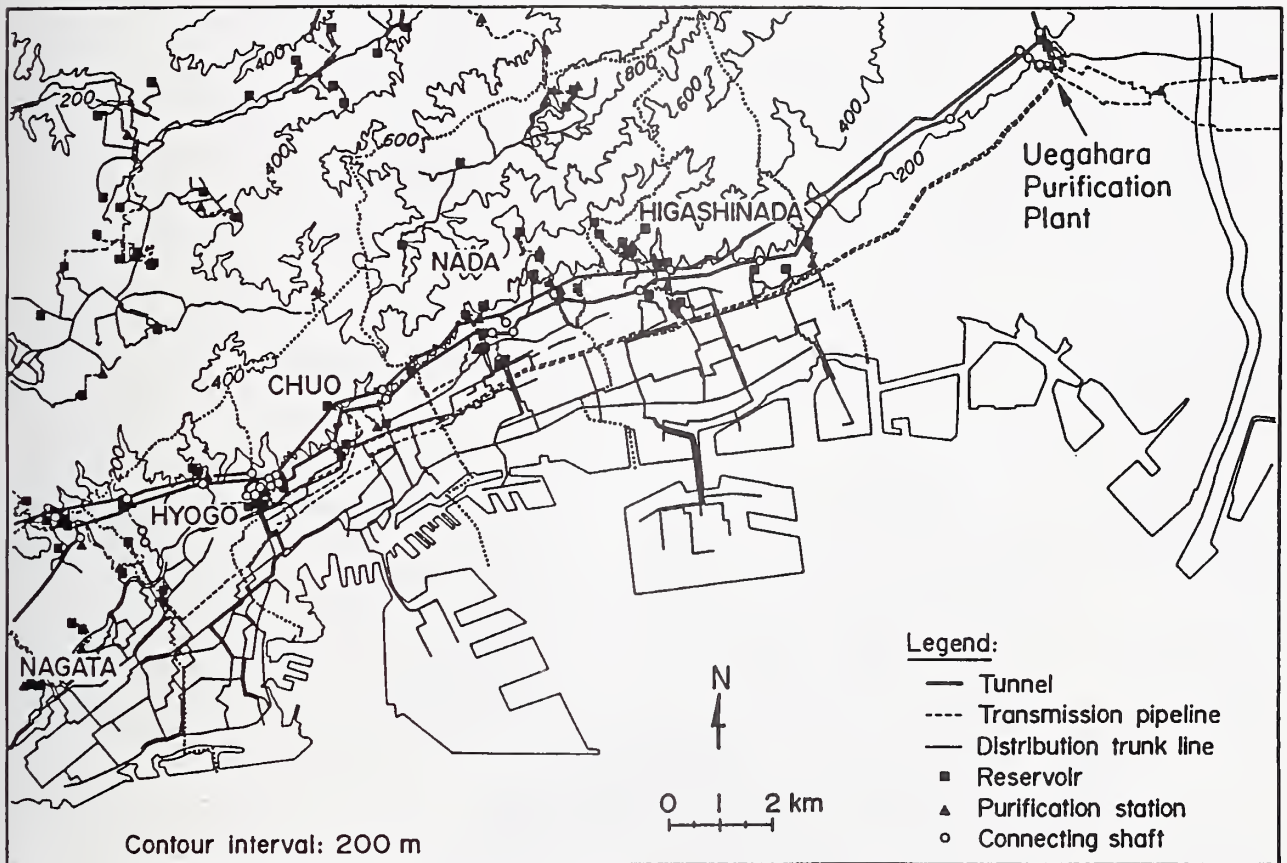 400
800
200
600
600
400
400
Uegahara
Purification
Plant
200
HIGASHINADA
NADA
400
CHUO
HYOGO
NAGATA
N
0 1 2 km
Contour interval: 200 m
Legend:
Tunnel
Transmission pipeline
Distribution trunk line
Reservoir
Purification station
Connecting shaft